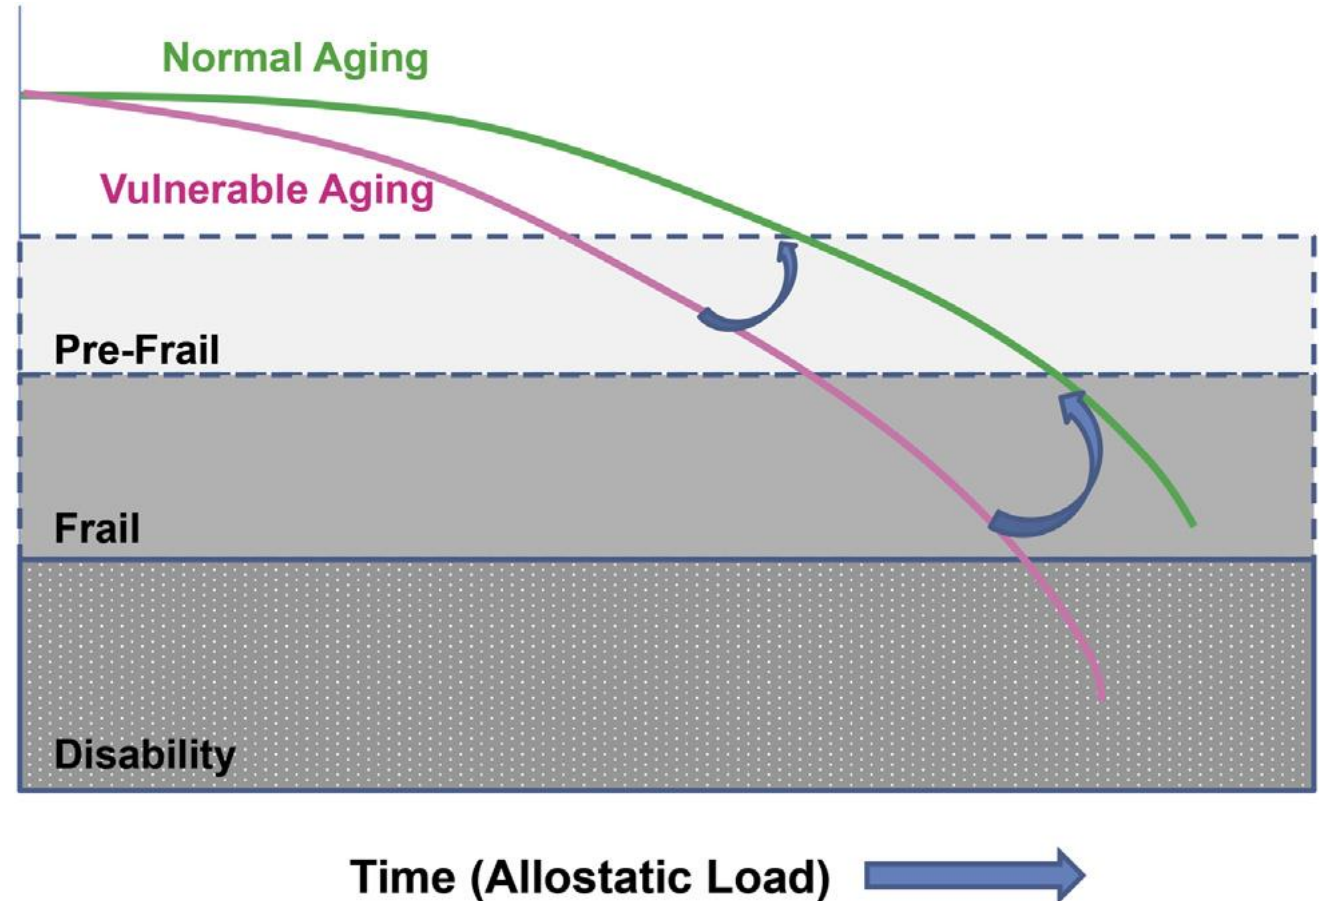 Normal Aging
Vulnerable Aging
Pre-Frail
Frail
Disability
Time (Allostatic Load)